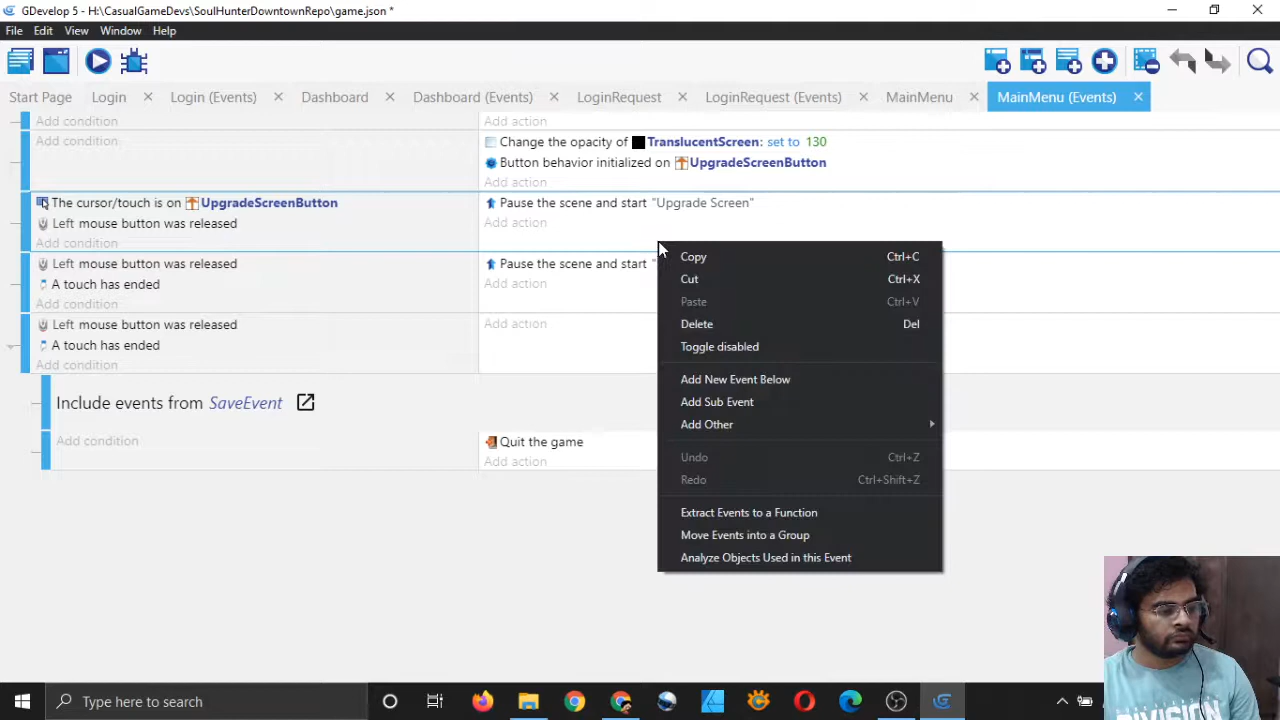 GDevelop 5 - H:\CasualGameDevs\SoulHunterDowntownRepo\game.json *
File Edit View Window Help
Start Page Login × Login (Events) × Dashboard × Dashboard (Events) × LoginRequest × LoginRequest (Events) × MainMenu × MainMenu (Events) ×
Add condition Add action
Add condition Change the opacity of TranslucentScreen: set to 130
Button behavior initialized on UpgradeScreenButton
Add action
The cursor/touch is on UpgradeScreenButton Pause the scene and start "Upgrade Screen"
Left mouse button was released Add action
Add condition
Left mouse button was released Pause the scene and start "
A touch has ended Add action
Add condition
Left mouse button was released Add action
A touch has ended
Add condition
Include events from SaveEvent
Add condition Quit the game
Add action
Copy Ctrl+C
Cut Ctrl+X
Paste Ctrl+V
Delete Del
Toggle disabled
Add New Event Below
Add Sub Event
Add Other
Undo Ctrl+Z
Redo Ctrl+Shift+Z
Extract Events to a Function
Move Events into a Group
Analyze Objects Used in this Event
Type here to search